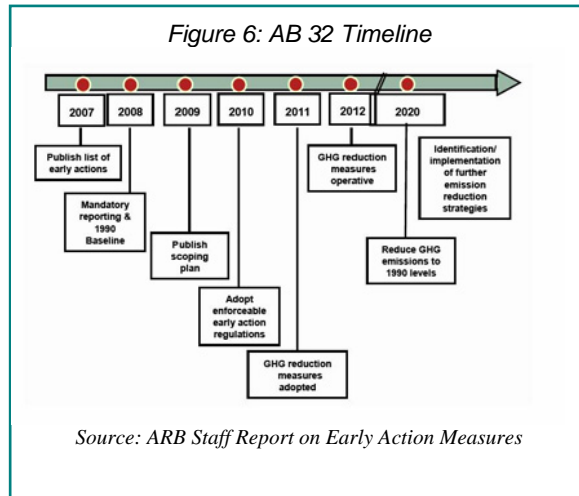 Figure 6: AB 32 Timeline
2007 2008 2009 2010 2011 2012 2020
Publish list of
early actions
Mandatory
reporting &
1990
Baseline
Publish
scoping
plan
Adopt
enforceable
early action
regulations
GHG reduction
measures
adopted
GHG reduction
measures
operative
Reduce GHG
emissions to
1990 levels
Identification/
implementation
of further
emission
reduction
strategies
Source: ARB Staff Report on Early Action Measures